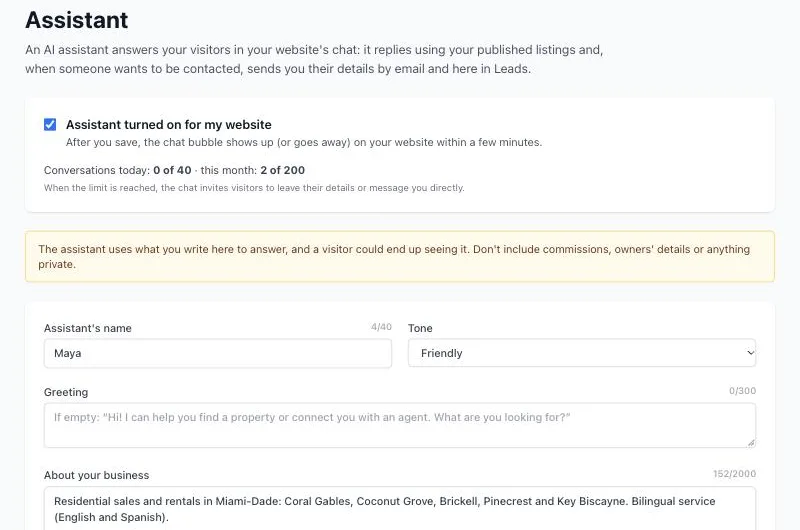 Assistant
An AI assistant answers your visitors in your website's chat: it replies using your published listings and,
when someone wants to be contacted, sends you their details by email and here in Leads.
Assistant turned on for my website
After you save, the chat bubble shows up (or goes away) on your website within a few minutes.
Conversations today: 0 of 40 · this month: 2 of 200
When the limit is reached, the chat invites visitors to leave their details or message you directly.
The assistant uses what you write here to answer, and a visitor could end up seeing it. Don't include commissions, owners' details or anything
private.
Assistant's name 4/40 Tone
Maya Friendly
Greeting 0/300
If empty: "Hi! I can help you find a property or connect you with an agent. What are you looking for?"
About your business 152/2000
Residential sales and rentals in Miami-Dade: Coral Gables, Coconut Grove, Brickell, Pinecrest and Key Biscayne. Bilingual service
(English and Spanish).